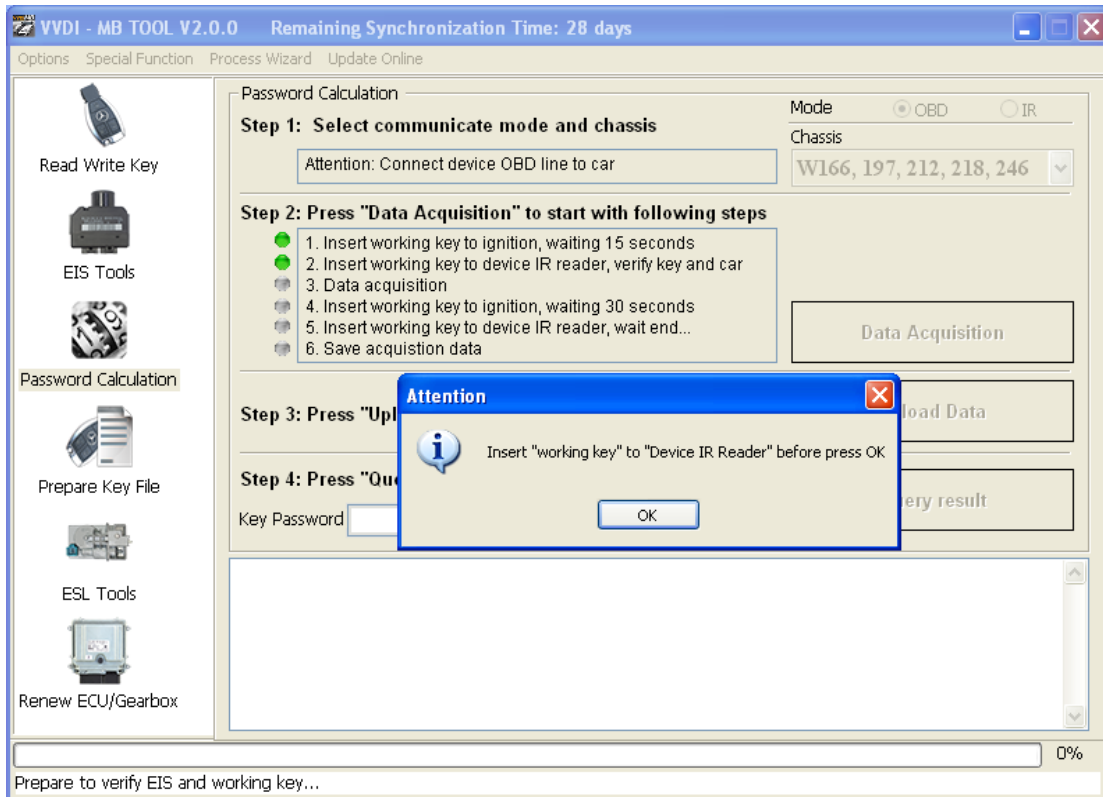 VVDI - MB TOOL V2.0.0 Remaining Synchronization Time: 28 days
Options Special Function Process Wizard Update Online
Read Write Key
EIS Tools
Password Calculation
Prepare Key File
ESL Tools
Renew ECU/Gearbox
Password Calculation
Step 1: Select communicate mode and chassis
Attention: Connect device OBD line to car
Mode OBD IR
Chassis
W166, 197, 212, 218, 246
Step 2: Press "Data Acquisition" to start with following steps
1. Insert working key to ignition, waiting 15 seconds
2. Insert working key to device IR reader, verify key and car
3. Data acquisition
4. Insert working key to ignition, waiting 30 seconds
5. Insert working key to device IR reader, wait end...
6. Save acquistion data
Data Acquisition
Step 3: Press "Upl
load Data
Step 4: Press "Que
ery result
Key Password
Attention
Insert "working key" to "Device IR Reader" before press OK
OK
0%
Prepare to verify EIS and working key...